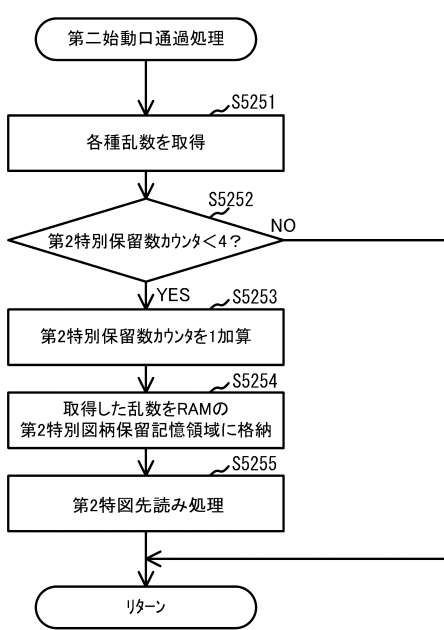 第二始動口通過処理
S5251
各種乱数を取得
S5252
第2特別保留数カウンタ<4？
NO
YES
S5253
第2特別保留数カウンタを1加算
S5254
取得した乱数をRAMの
第2特別図柄保留記憶領域に格納
S5255
第2特図先読み処理
リターン